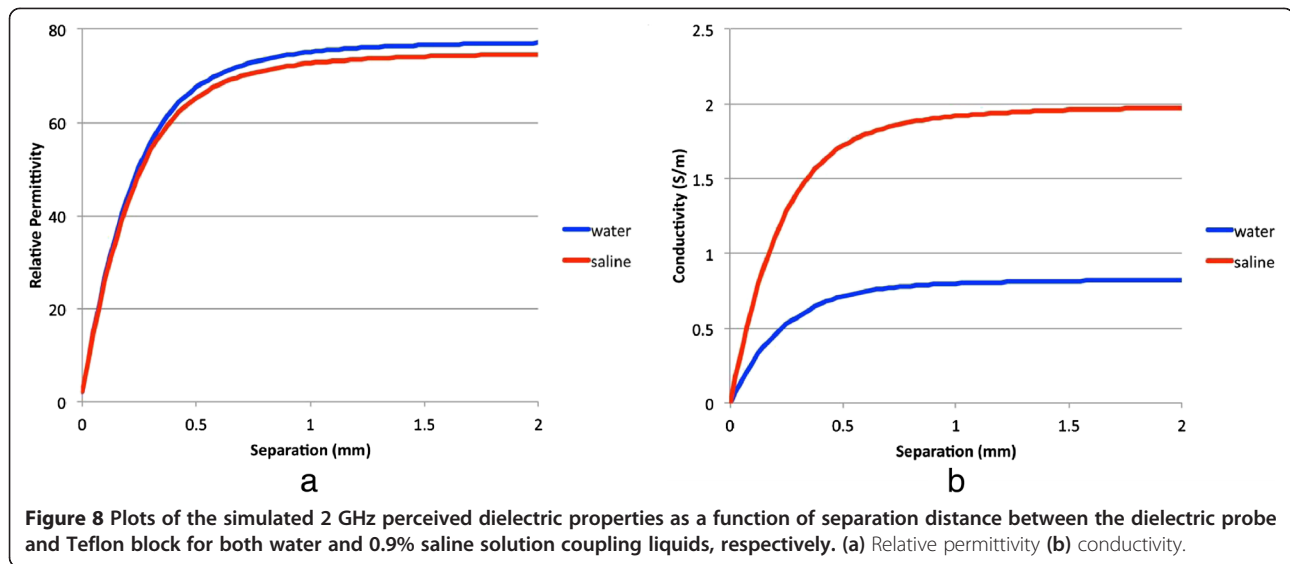 80
60
40
20
0
Relative Permittivity
0 0.5 1 1.5 2
Separation (mm)
water
saline
a
2.5
2
1.5
1
0.5
0
Conductivity (S/m)
0 0.5 1 1.5 2
Separation (mm)
water
saline
b
Figure 8 Plots of the simulated 2 GHz perceived dielectric properties as a function of separation distance between the dielectric probe
and Teflon block for both water and 0.9% saline solution coupling liquids, respectively. (a) Relative permittivity (b) conductivity.